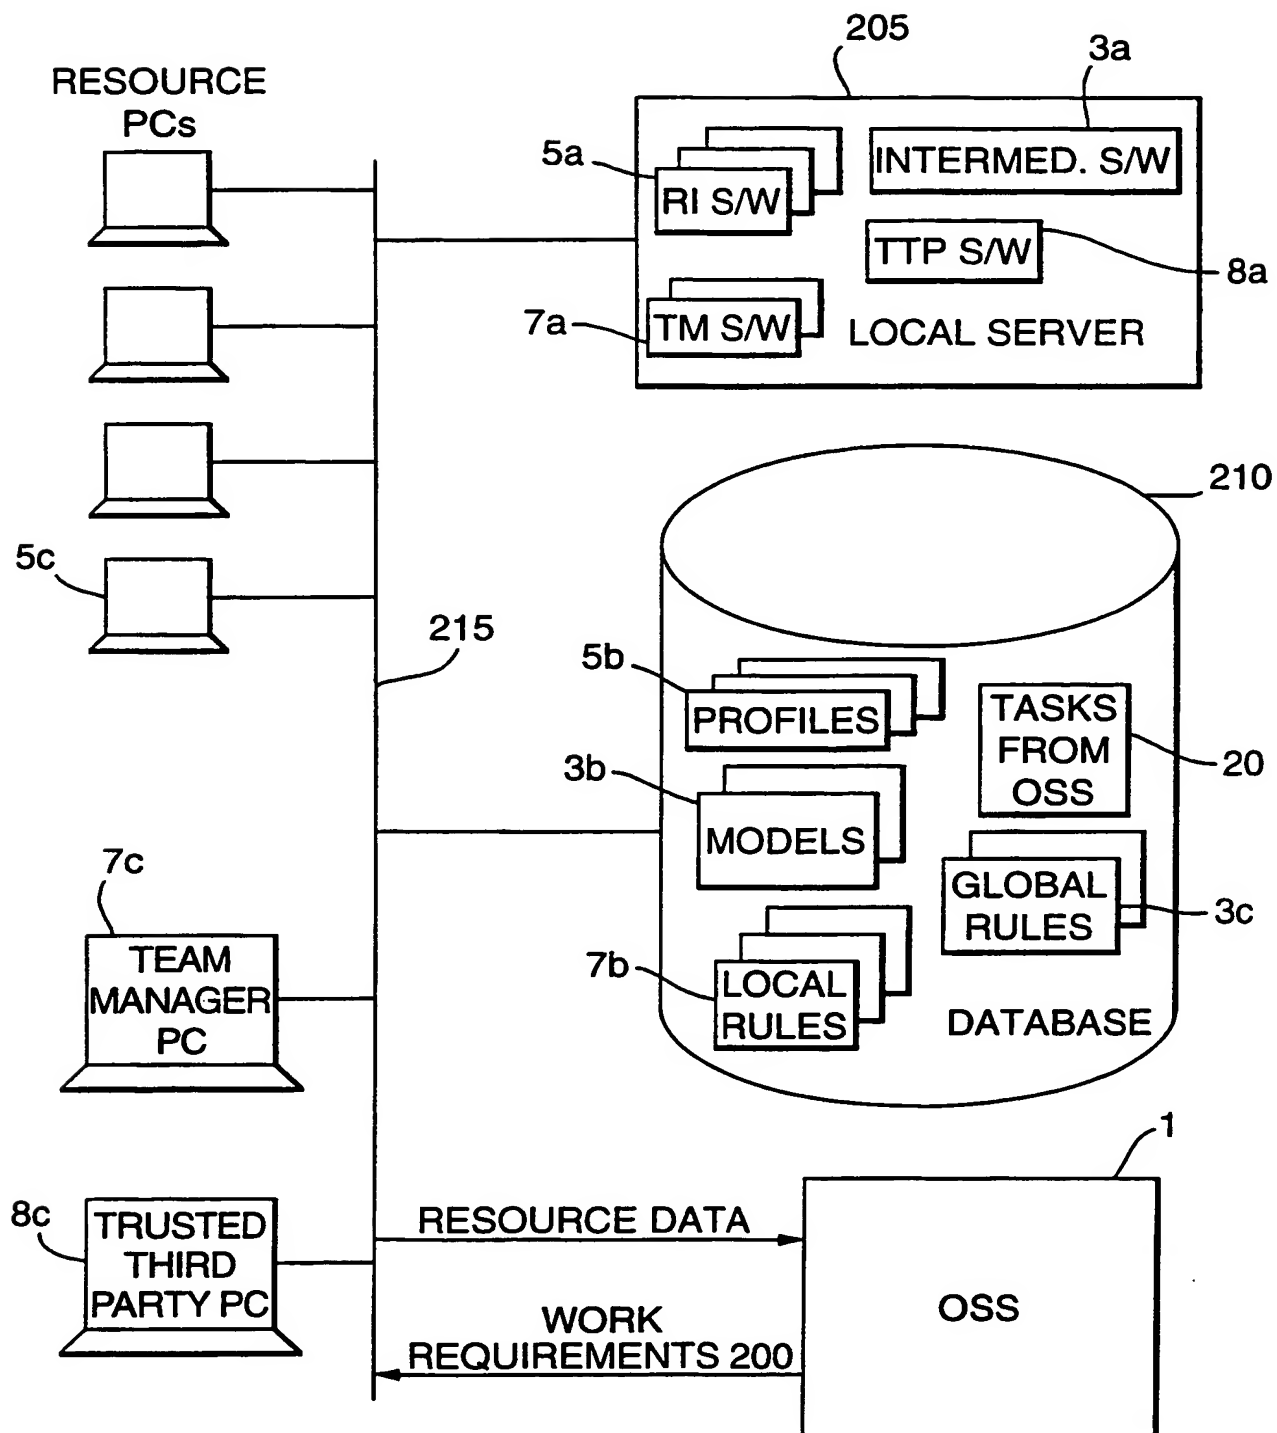 205
3a
RESOURCE
PCs
5a
RI S/W
INTERMED. S/W
TTP S/W
8a
7a
TM S/W
LOCAL SERVER
210
5c
215
5b
PROFILES
TASKS
FROM
OSS
20
3b
MODELS
GLOBAL
RULES
3c
7c
TEAM
MANAGER
PC
7b
LOCAL
RULES
DATABASE
1
8c
TRUSTED
THIRD
PARTY PC
RESOURCE DATA
WORK
REQUIREMENTS 200
OSS